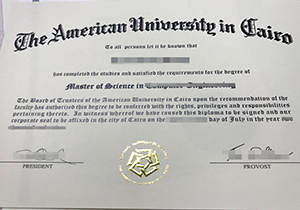 The American University in Cairo
To all persons let it be known that
has completed the studies and satisfied the requirements for the degree of
Master of Science in Computer Engineering
The Board of Trustees of the American University in Cairo upon the recommendation of the
faculty has authorized this degree to be conferred with the rights, privileges and responsibilities
pertaining thereto. In witness whereof we have caused this diploma to be signed and our
corporate seal to be affixed in the city of Cairo on the day of July in the year two
PRESIDENT
PROVOST